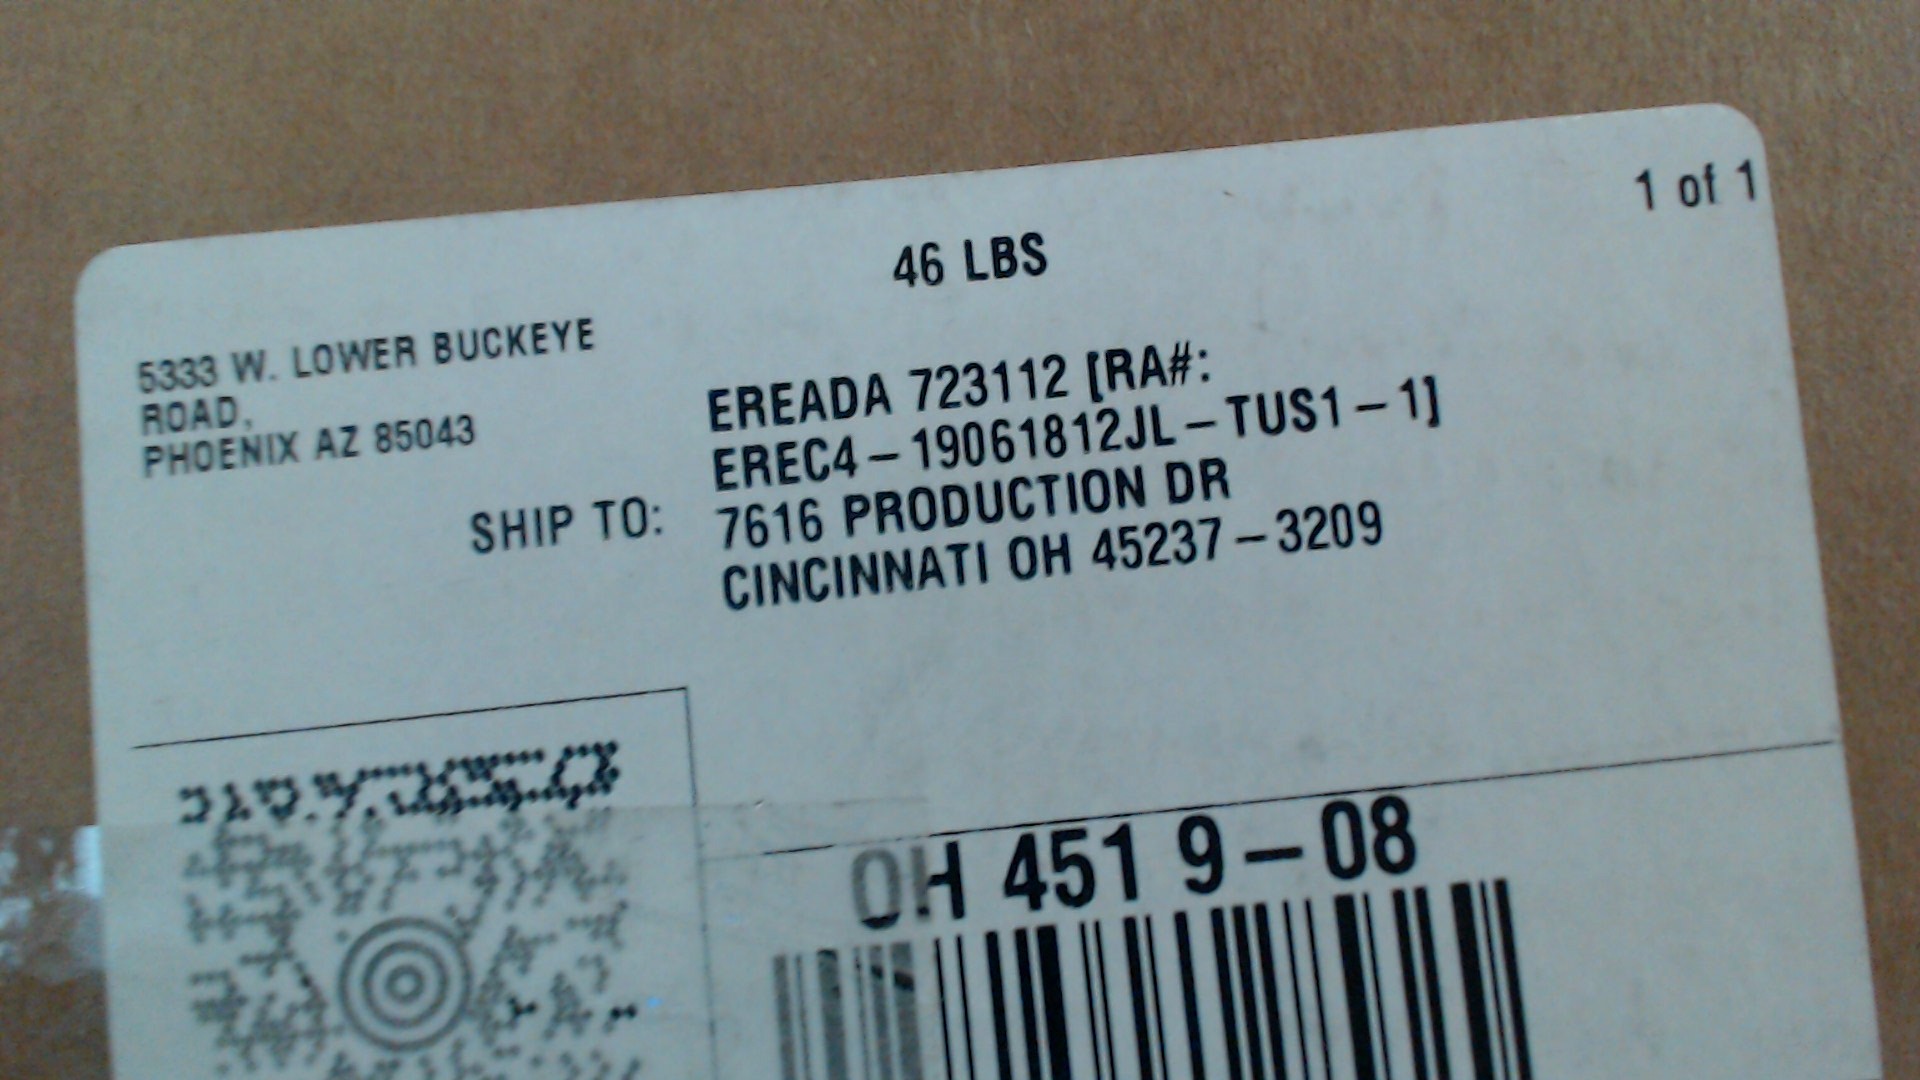 1 of 1
46 LBS
5333 W. LOWER BUCKEYE
ROAD,
PHOENIX AZ 85043
SHIP TO:
EREADA 723112 [RA#:
EREC4-19061812JL-TUS1-1]
7616 PRODUCTION DR
CINCINNATI OH 45237-3209
OH 451 9-08